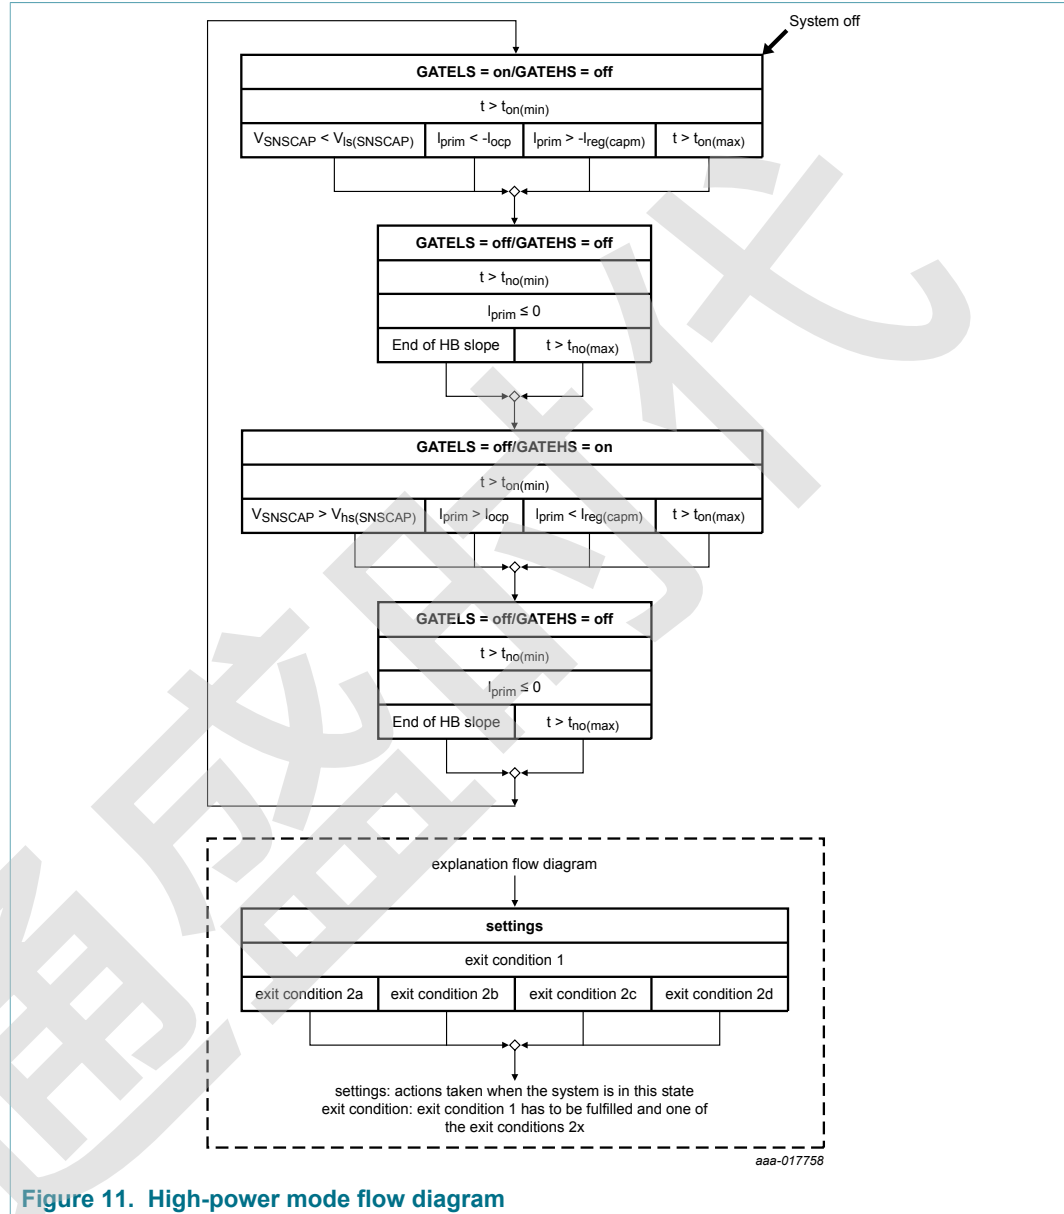 System off
GATELS = on/GATEHS = off
t > ton(min)
VSNSCAP < Vls(SNSCAP)
Iprim < -Iocp
Iprim > -Ireg(capm)
t > ton(max)
GATELS = off/GATEHS = off
t > tno(min)
Iprim ≤ 0
End of HB slope
t > tno(max)
GATELS = off/GATEHS = on
t > ton(min)
VSNSCAP > Vhs(SNSCAP)
Iprim > Iocp
Iprim < Ireg(capm)
t > ton(max)
GATELS = off/GATEHS = off
t > tno(min)
Iprim ≤ 0
End of HB slope
t > tno(max)
explanation flow diagram
settings
exit condition 1
exit condition 2a
exit condition 2b
exit condition 2c
exit condition 2d
settings: actions taken when the system is in this state
exit condition: exit condition 1 has to be fulfilled and one of
the exit conditions 2x
aaa-017758
Figure 11. High-power mode flow diagram
通盛时代